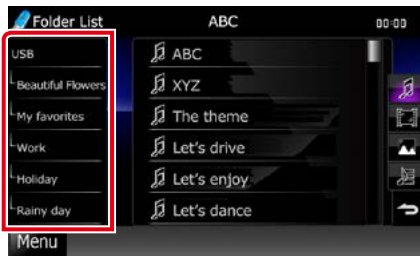 Folder List ABC 00:00
USB
Beautiful Flowers
My favorites
Work
Holiday
Rainy day
ABC
XYZ
The theme
Let's drive
Let's enjoy
Let's dance
Menu